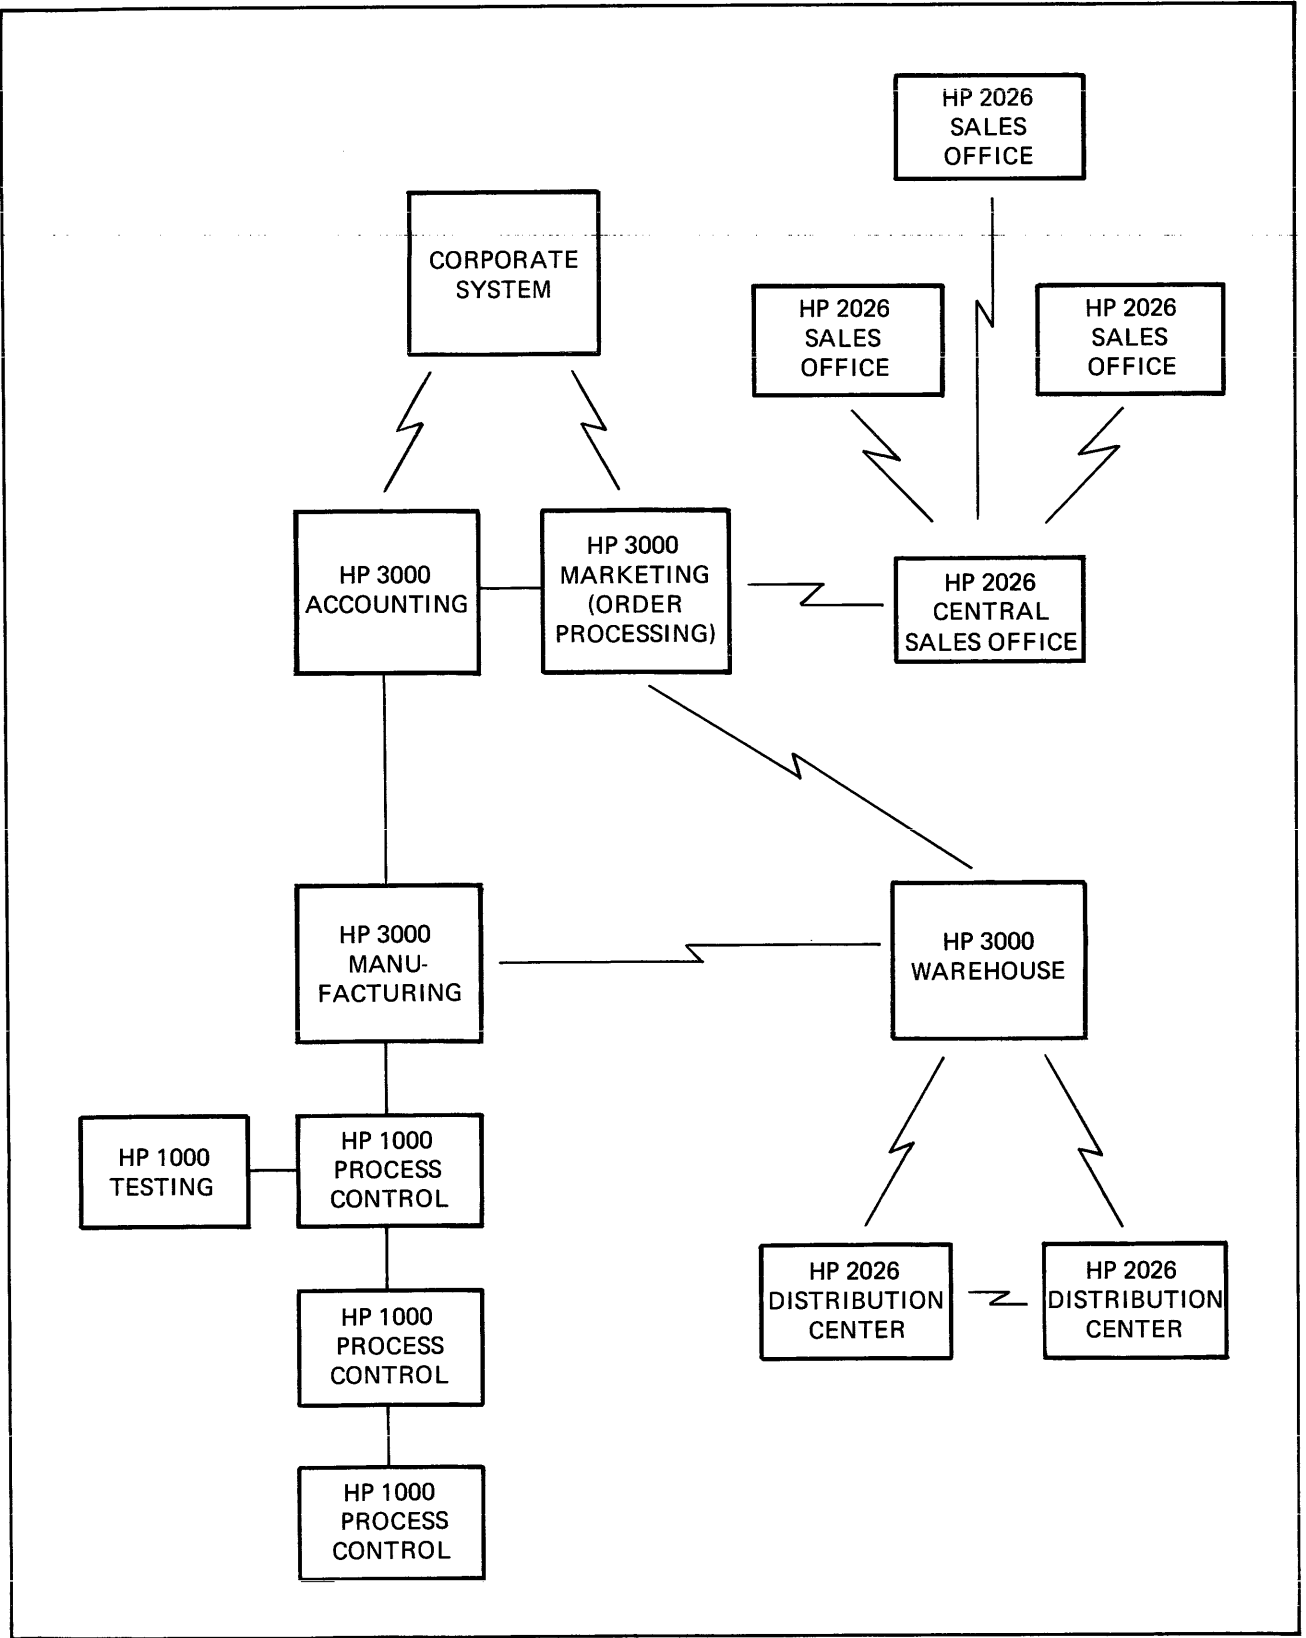 HP 2026
SALES
OFFICE
CORPORATE
SYSTEM
HP 2026
SALES
OFFICE
HP 2026
SALES
OFFICE
HP 3000
ACCOUNTING
HP 3000
MARKETING
(ORDER
PROCESSING)
HP 2026
CENTRAL
SALES OFFICE
HP 3000
MANU-
FACTURING
HP 3000
WAREHOUSE
HP 1000
TESTING
HP 1000
PROCESS
CONTROL
HP 2026
DISTRIBUTION
CENTER
HP 2026
DISTRIBUTION
CENTER
HP 1000
PROCESS
CONTROL
HP 1000
PROCESS
CONTROL